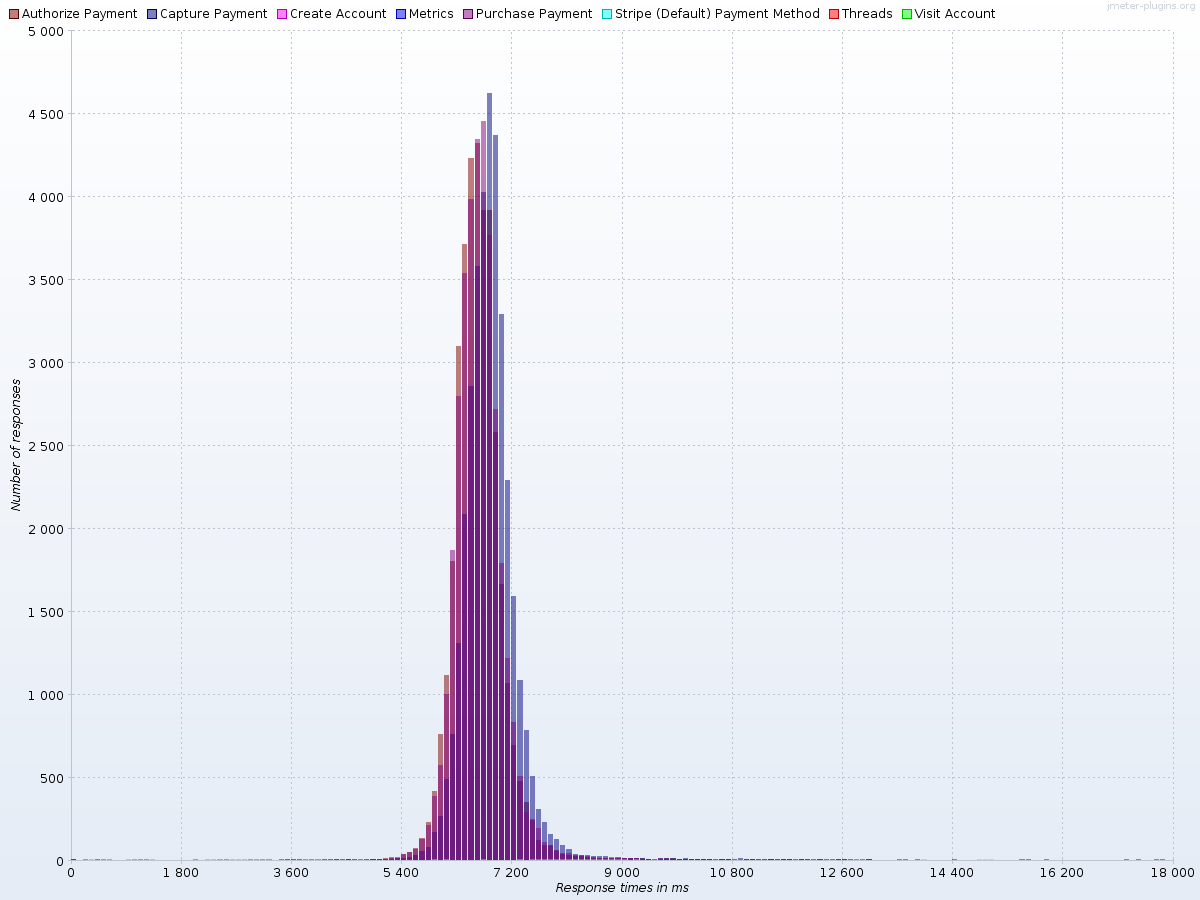 Authorize Payment Capture Payment Create Account Metrics Purchase Payment Stripe (Default) Payment Method Threads Visit Account
jmeter-plugins.org
5 000
4 500
4 000
3 500
3 000
2 500
2 000
1 500
1 000
500
0
Number of responses
0 1 800 3 600 5 400 7 200 9 000 10 800 12 600 14 400 16 200 18 000
Response times in ms